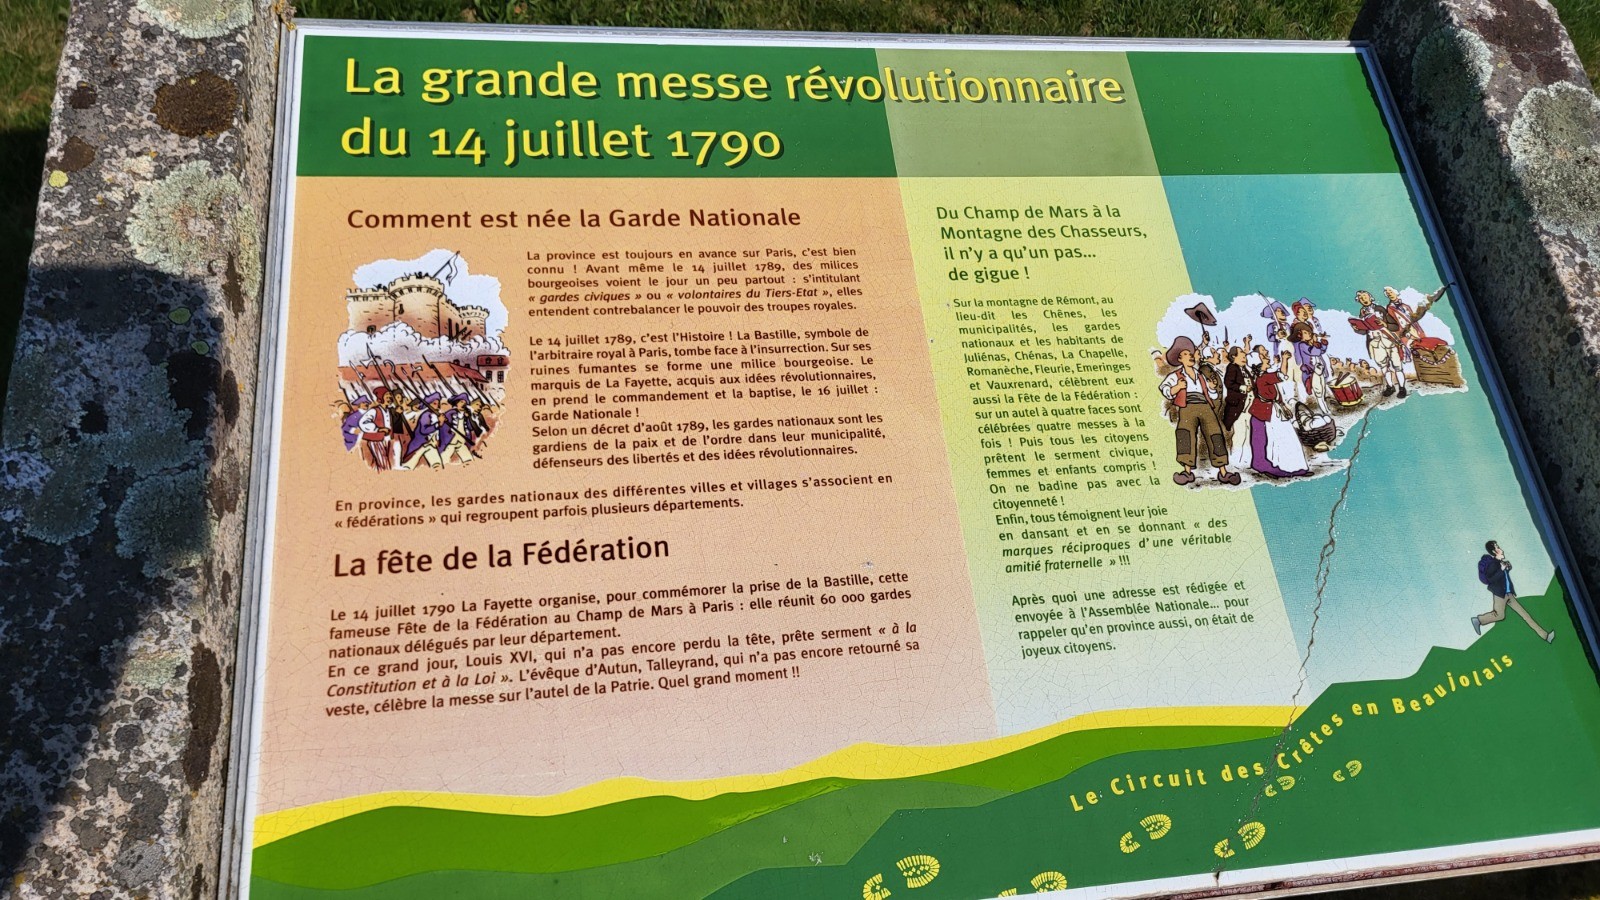 La grande messe révolutionnaire
du 14 juillet 1790
Comment est née la Garde Nationale
La province est toujours en avance sur Paris, c'est bien
connu ! Avant même le 14 juillet 1789, des milices
bourgeoises voient le jour un peu partout : s'intitulant
« gardes civiques » ou « volontaires du Tiers-Etat », elles
entendent contrebalancer le pouvoir des troupes royales.
Le 14 juillet 1789, c'est l'Histoire ! La Bastille, symbole de
l'arbitraire royal à Paris, tombe face à l'insurrection. Sur ses
ruines fumantes se forme une milice bourgeoise. Le
marquis de La Fayette, acquis aux idées révolutionnaires,
en prend le commandement et la baptise, le 16 juillet :
Garde Nationale !
Selon un décret d'août 1789, les gardes nationaux sont les
gardiens de la paix et de l'ordre dans leur municipalité,
défenseurs des libertés et des idées révolutionnaires.
En province, les gardes nationaux des différentes villes et villages s'associent en
« fédérations » qui regroupent parfois plusieurs départements.
La fête de la Fédération
Le 14 juillet 1790 La Fayette organise, pour commémorer la prise de la Bastille, cette
fameuse Fête de la Fédération au Champ de Mars à Paris : elle réunit 60 000 gardes
nationaux délégués par leur département.
En ce grand jour, Louis XVI, qui n'a pas encore perdu la tête, prête serment « à la
Constitution et à la Loi ». L'évêque d'Autun, Talleyrand, qui n'a pas encore retourné sa
veste, célèbre la messe sur l'autel de la Patrie. Quel grand moment !!
Du Champ de Mars à la
Montagne des Chasseurs,
il n'y a qu'un pas...
de gigue !
Sur la montagne de Rémont, au
lieu-dit les Chênes, les
municipalités, les gardes
nationaux et les habitants de
Juliénas, Chénas, La Chapelle,
Romanèche, Fleurie, Emeringes
et Vauxrenard, célèbrent eux
aussi la Fête de la Fédération :
sur un autel à quatre faces sont
célébrées quatre messes à la
fois ! Puis tous les citoyens
prêtent le serment civique,
femmes et enfants compris !
On ne badine pas avec la
citoyenneté !
Enfin, tous témoignent leur joie
en dansant et en se donnant « des
marques réciproques d'une véritable
amitié fraternelle » !!!
Après quoi une adresse est rédigée et
envoyée à l'Assemblée Nationale... pour
rappeler qu'en province aussi, on était de
joyeux citoyens.
Le Circuit des Crêtes en Beaujolais